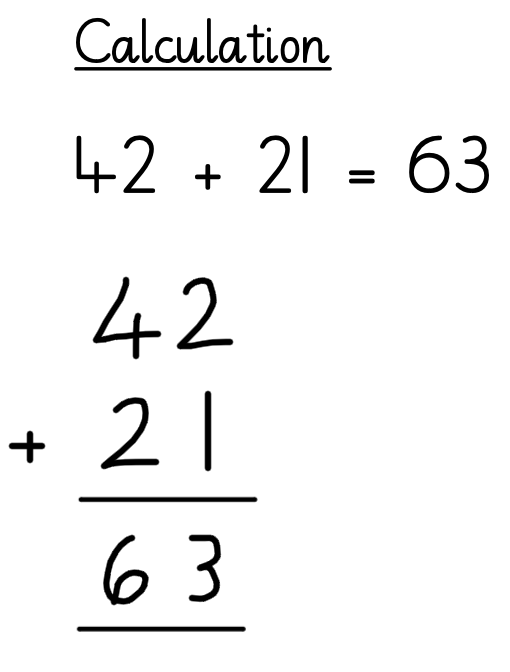 Calculation
42 + 21 = 63
42
+ 21
63